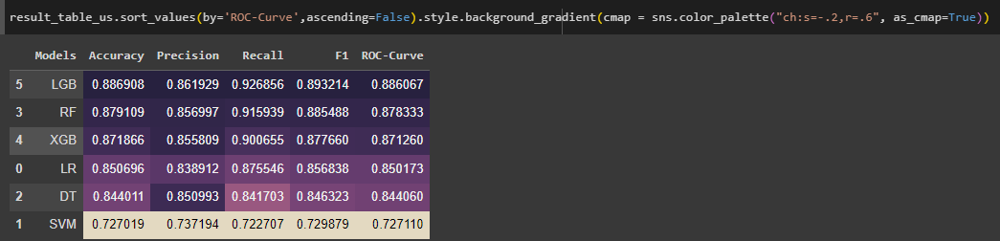 result_table_us.sort_values(by='ROC-Curve',ascending=False).style.background_gradient(cmap = sns.color_palette("ch:s=-.2,r=.6", as_cmap=True))
Models Accuracy Precision Recall F1 ROC-Curve
5 LGB 0.886908 0.861929 0.926856 0.893214 0.886067
3 RF 0.879109 0.856997 0.915939 0.885488 0.878333
4 XGB 0.871866 0.855809 0.900655 0.877660 0.871260
0 LR 0.850696 0.838912 0.875546 0.856838 0.850173
2 DT 0.844011 0.850993 0.841703 0.846323 0.844060
1 SVM 0.727019 0.737194 0.722707 0.729879 0.727110